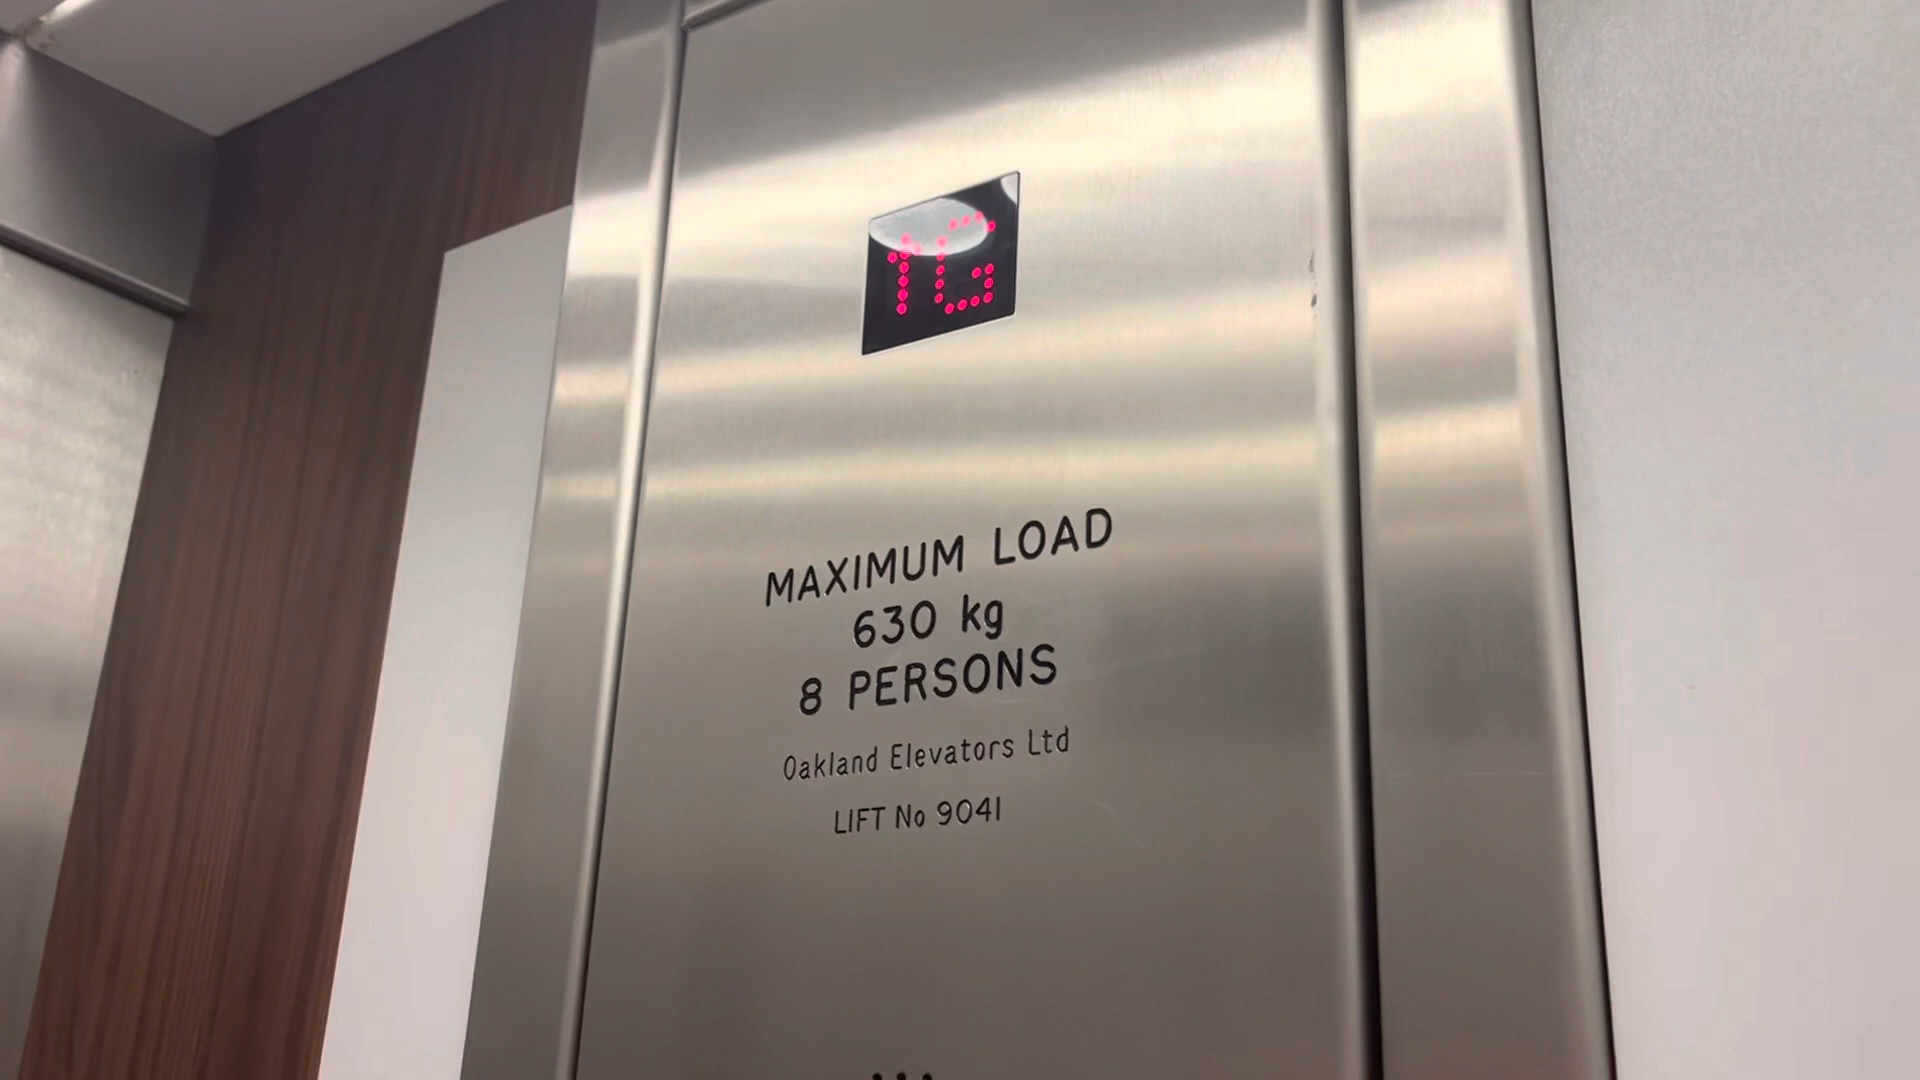 ↑G
MAXIMUM LOAD
630 kg
8 PERSONS
Oakland Elevators Ltd
LIFT No 9041